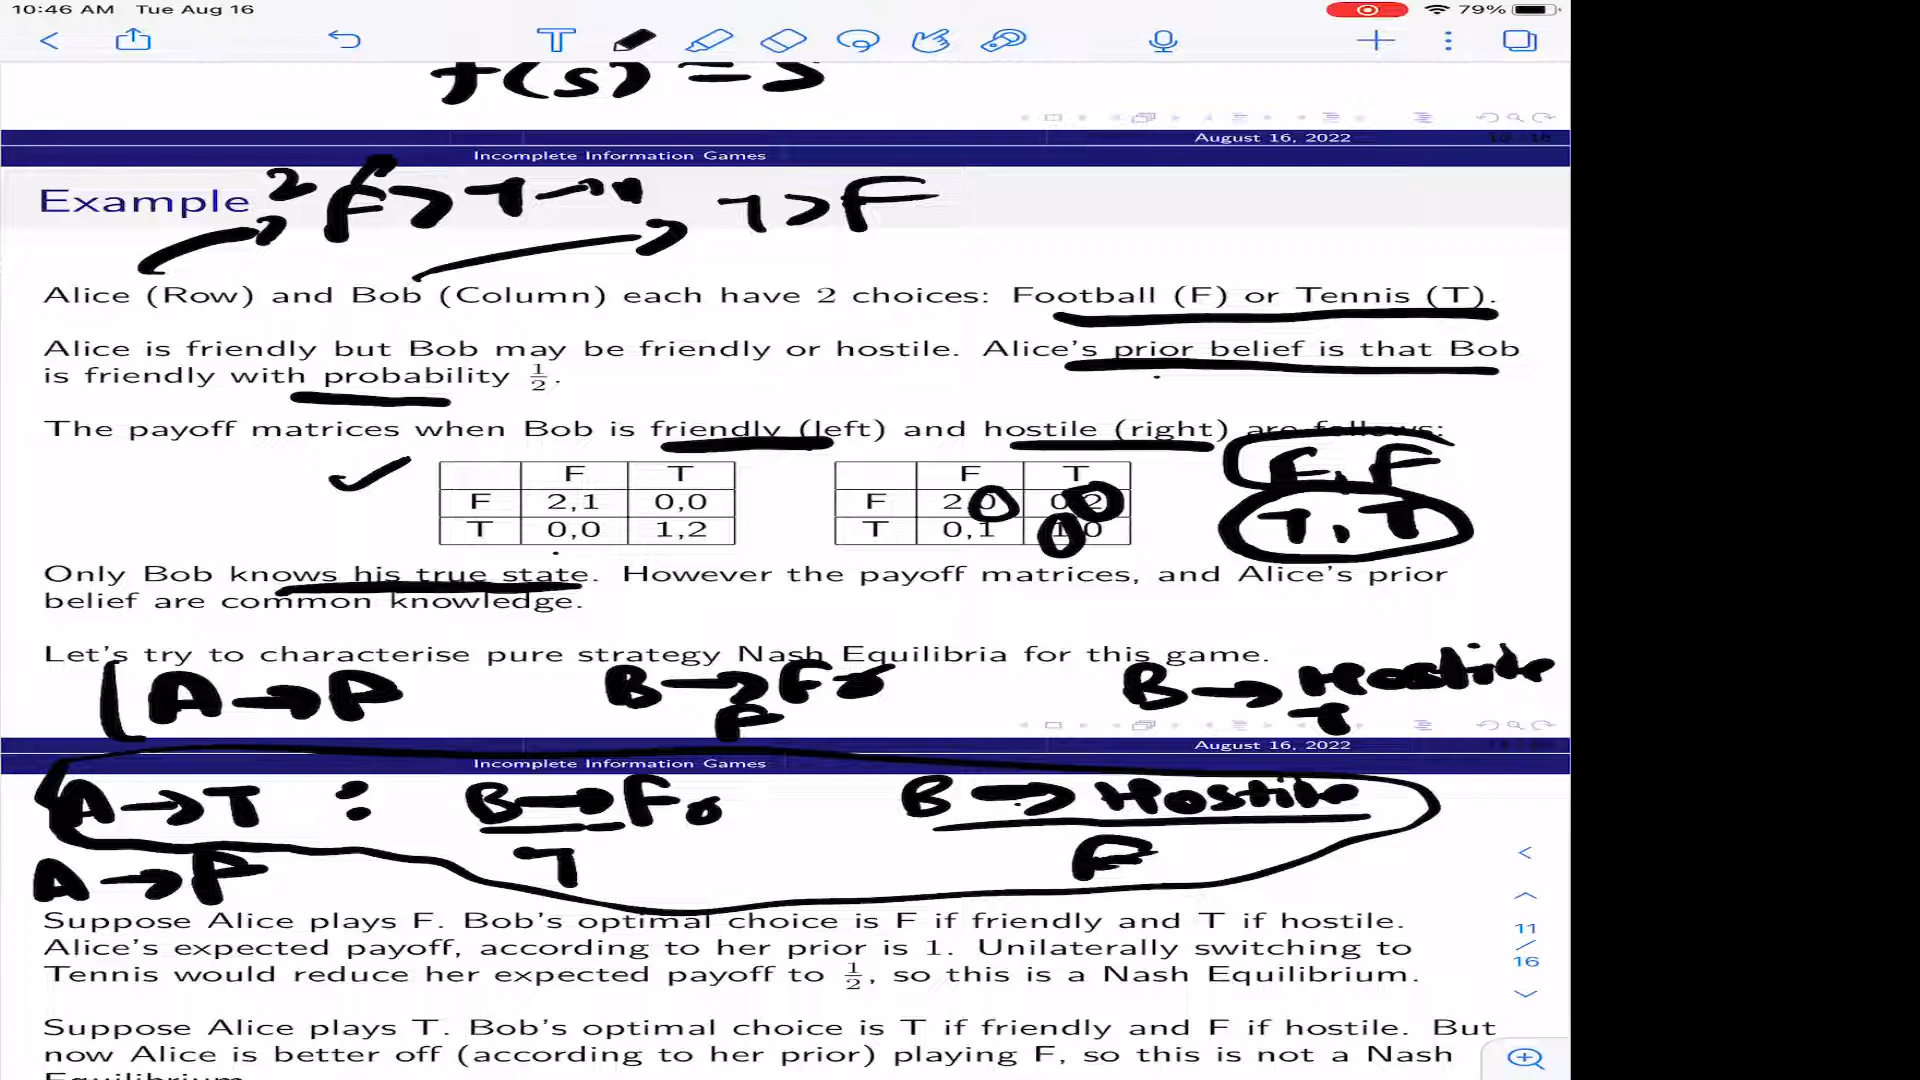 10:46 AM Tue Aug 16
79%
f(s) = s
August 16, 2022
Incomplete Information Games
Example
2 F > T T > F
Alice (Row) and Bob (Column) each have 2 choices: Football (F) or Tennis (T).
Alice is friendly but Bob may be friendly or hostile. Alice's prior belief is that Bob
is friendly with probability 1/2.
The payoff matrices when Bob is friendly (left) and hostile (right) are follows:
F T
F 2,1 0,0
T 0,0 1,2
F T
F 2,0 0,2
T 0,1 1,0
F, F
T, T
Only Bob knows his true state. However the payoff matrices, and Alice's prior
belief are common knowledge.
Let's try to characterise pure strategy Nash Equilibria for this game.
A → F B → Fr B → Hostile
F T
August 16, 2022
Incomplete Information Games
A → T : B → Fr B → Hostile
T F
A → F
Suppose Alice plays F. Bob's optimal choice is F if friendly and T if hostile.
Alice's expected payoff, according to her prior is 1. Unilaterally switching to
Tennis would reduce her expected payoff to 1/2, so this is a Nash Equilibrium.
Suppose Alice plays T. Bob's optimal choice is T if friendly and F if hostile. But
now Alice is better off (according to her prior) playing F, so this is not a Nash
Equilibrium.
11
/
16